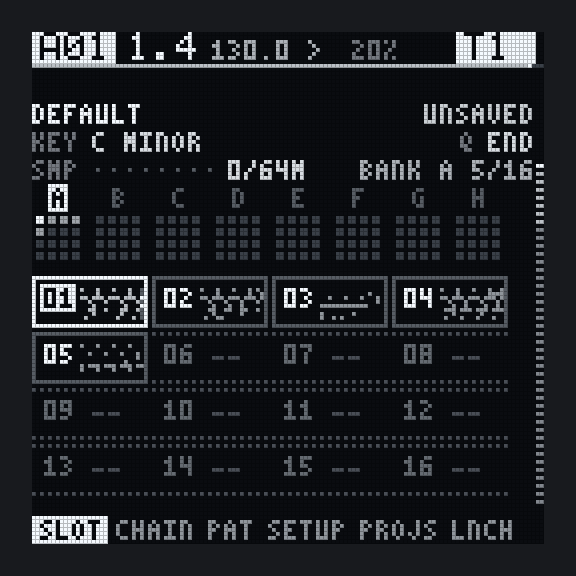 A01 1.4 130.0 > 20% T1
DEFAULT UNSAVED
KEY C MINOR Q END
SMP ········ 0/64M BANK A 5/16
A B C D E F G H
01 02 03 04
05 06 -- 07 -- 08 --
09 -- 10 -- 11 -- 12 --
13 -- 14 -- 15 -- 16 --
SLOT CHAIN PAT SETUP PROJS LNCH